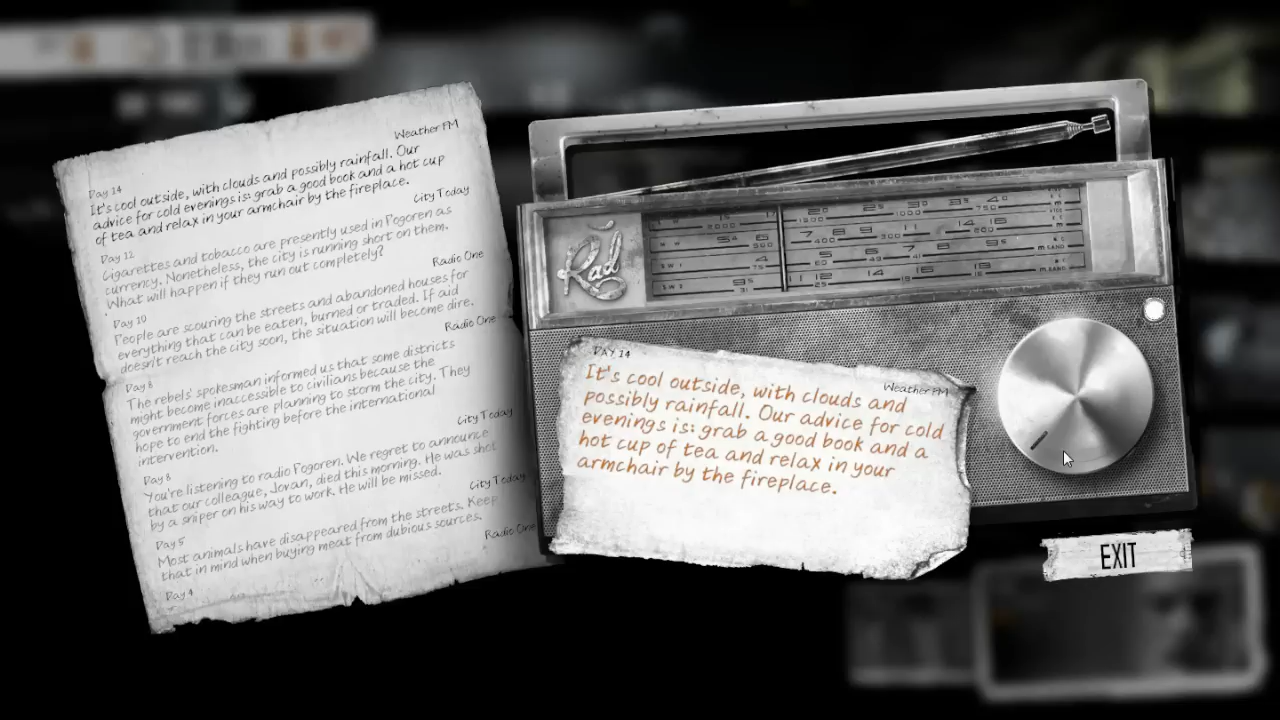 Weather FM
Day 14
It's cool outside, with clouds and possibly rainfall. Our
advice for cold evenings is: grab a good book and a hot cup
of tea and relax in your armchair by the fireplace.
City Today
Day 12
Cigarettes and tobacco are presently used in Pogoren as
currency. Nonetheless, the city is running short on them.
What will happen if they run out completely?
Radio One
Day 10
People are scouring the streets and abandoned houses for
everything that can be eaten, burned or traded. If aid
doesn't reach the city soon, the situation will become dire.
Radio One
Day 8
The rebels' spokesman informed us that some districts
might become inaccessible to civilians because the
government forces are planning to storm the city. They
hope to end the fighting before the international
intervention.
City Today
Day 8
You're listening to radio Pogoren. We regret to announce
that our colleague, Jovan, died this morning. He was shot
by a sniper on his way to work. He will be missed.
City Today
Day 5
Most animals have disappeared from the streets. Keep
that in mind when buying meat from dubious sources.
Radio One
Day 4
Rad
DAY 14
Weather FM
It's cool outside, with clouds and
possibly rainfall. Our advice for cold
evenings is: grab a good book and a
hot cup of tea and relax in your
armchair by the fireplace.
EXIT